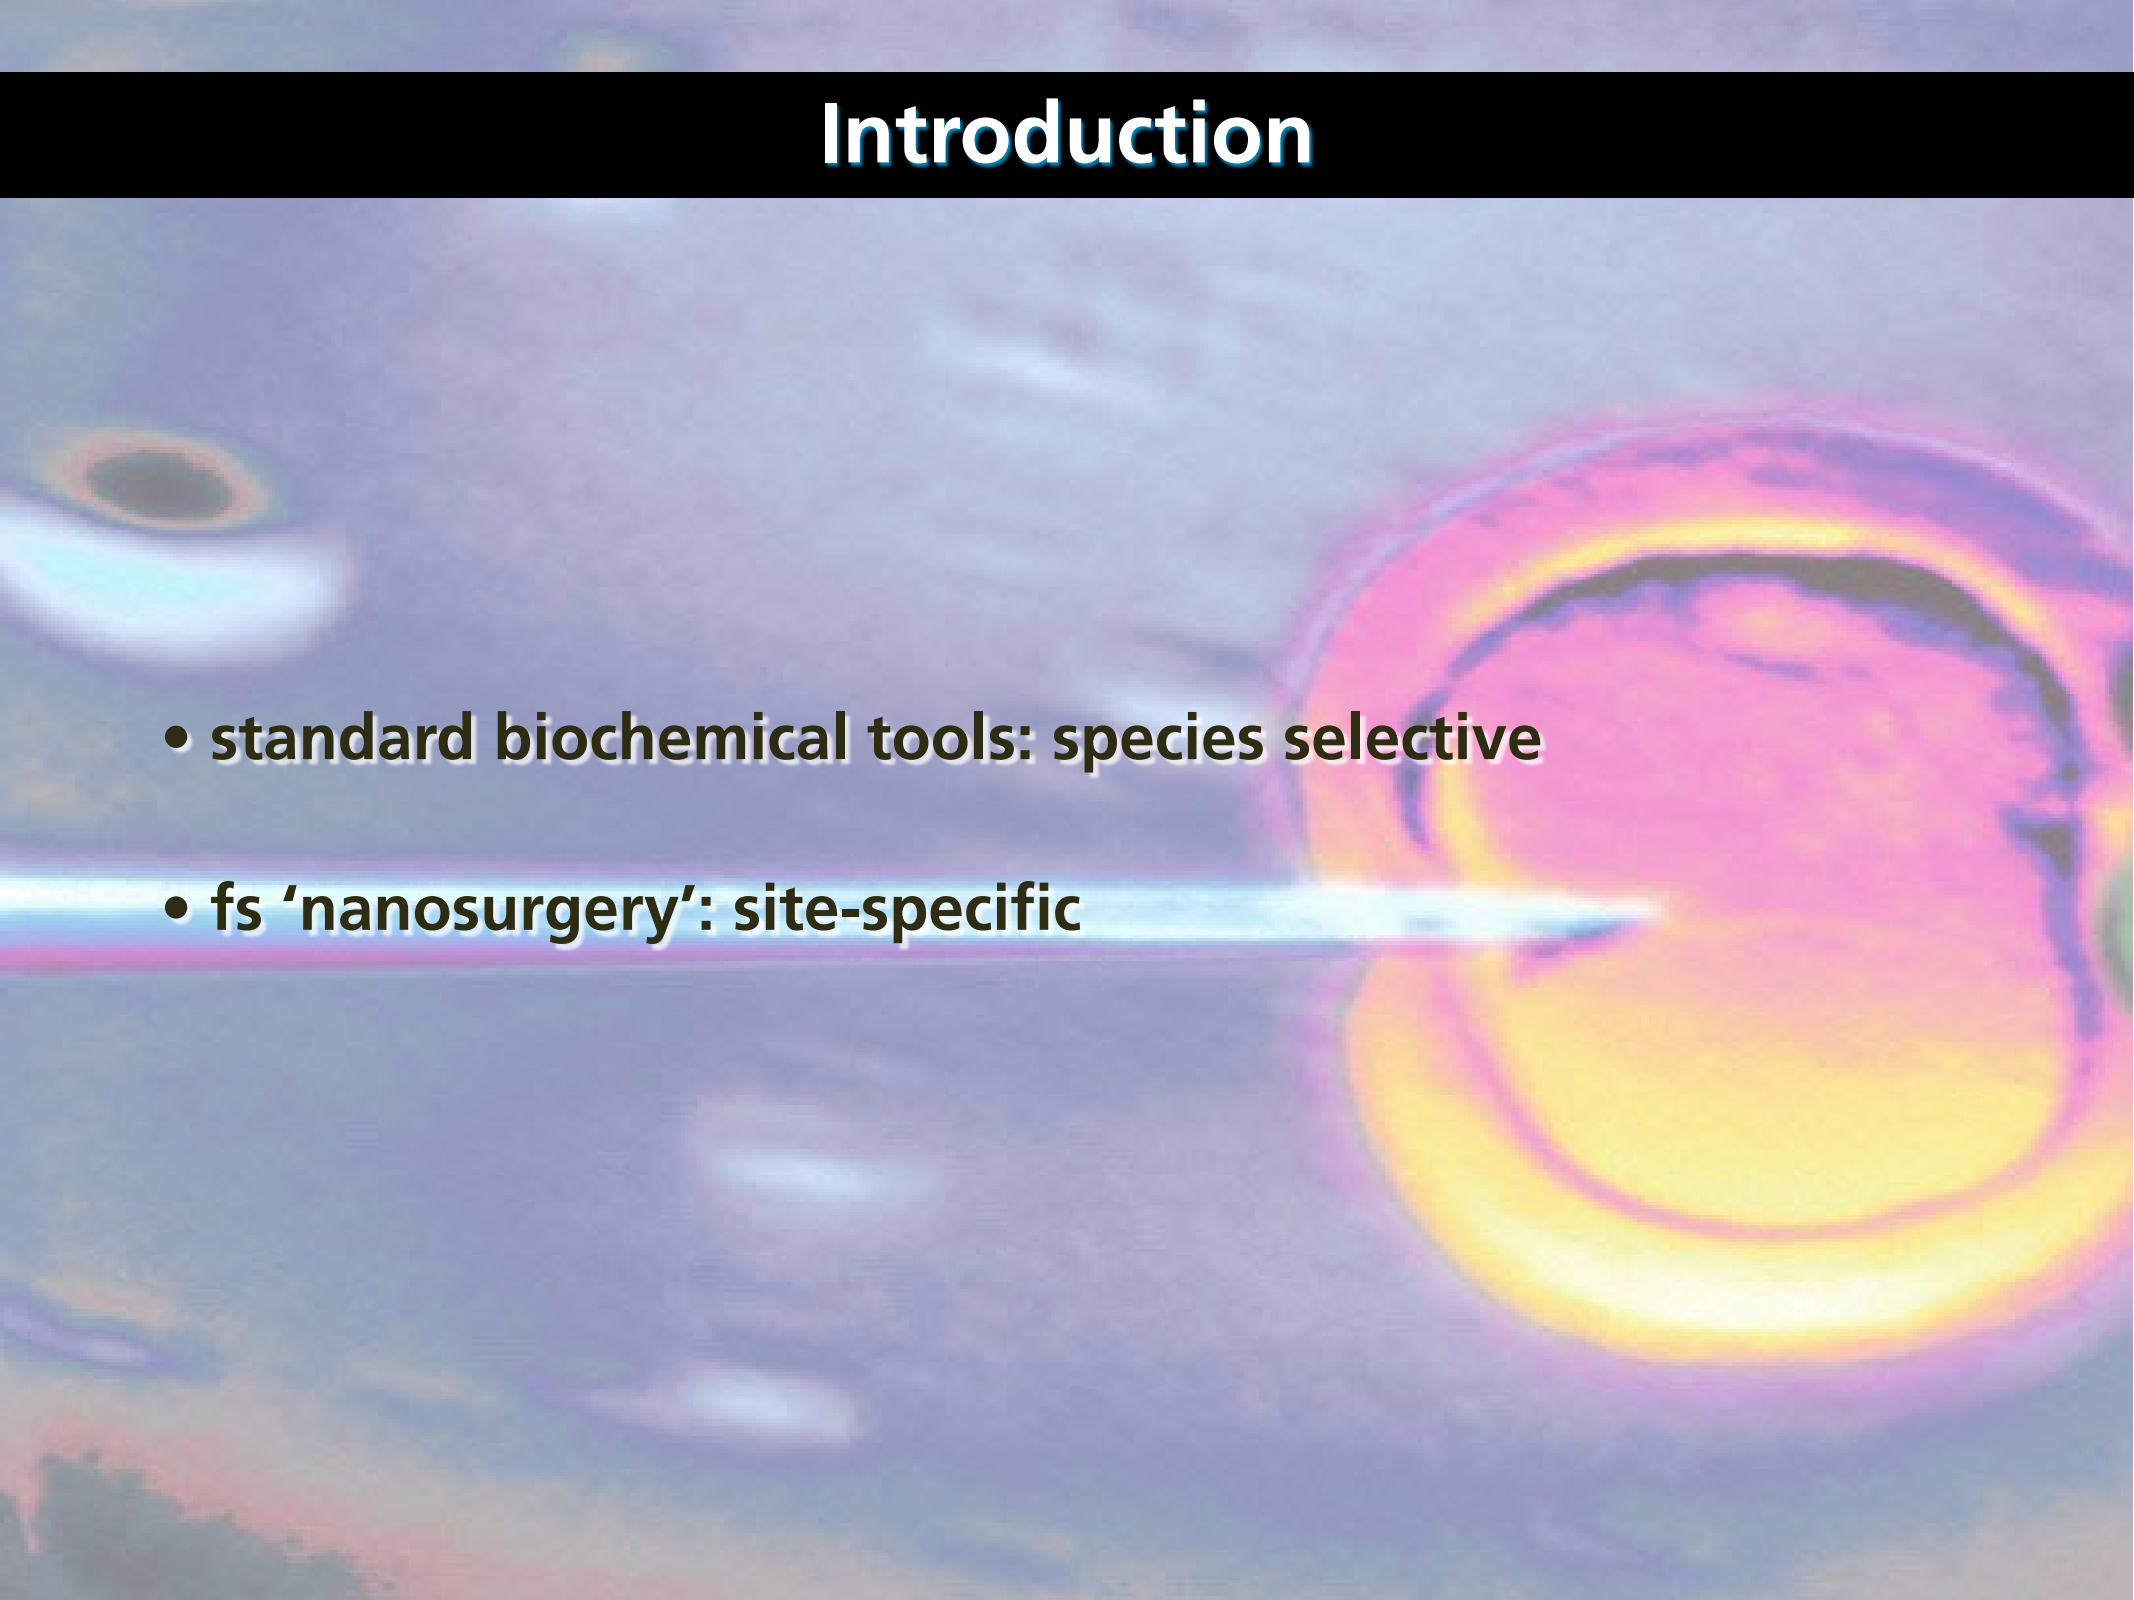 Introduction
• standard biochemical tools: species selective
• fs ‘nanosurgery’: site-specific